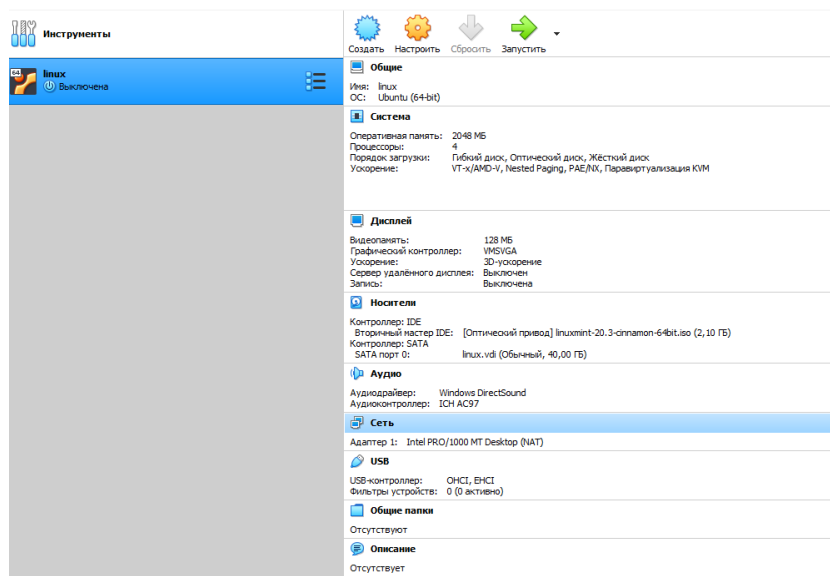 Инструменты
Создать Настроить Сбросить Запустить
64
linux
Выключена
Общие
Имя: linux
ОС: Ubuntu (64-bit)
Система
Оперативная память: 2048 МБ
Процессоры: 4
Порядок загрузки: Гибкий диск, Оптический диск, Жёсткий диск
Ускорение: VT-x/AMD-V, Nested Paging, PAE/NX, Паравиртуализация KVM
Дисплей
Видеопамять: 128 МБ
Графический контроллер: VMSVGA
Ускорение: 3D-ускорение
Сервер удалённого дисплея: Выключен
Запись: Выключена
Носители
Контроллер: IDE
Вторичный мастер IDE: [Оптический привод] linuxmint-20.3-cinnamon-64bit.iso (2,10 ГБ)
Контроллер: SATA
SATA порт 0: linux.vdi (Обычный, 40,00 ГБ)
Аудио
Аудиодрайвер: Windows DirectSound
Аудиоконтроллер: ICH AC97
Сеть
Адаптер 1: Intel PRO/1000 MT Desktop (NAT)
USB
USB-контроллер: OHCI, EHCI
Фильтры устройств: 0 (0 активно)
Общие папки
Отсутствуют
Описание
Отсутствует